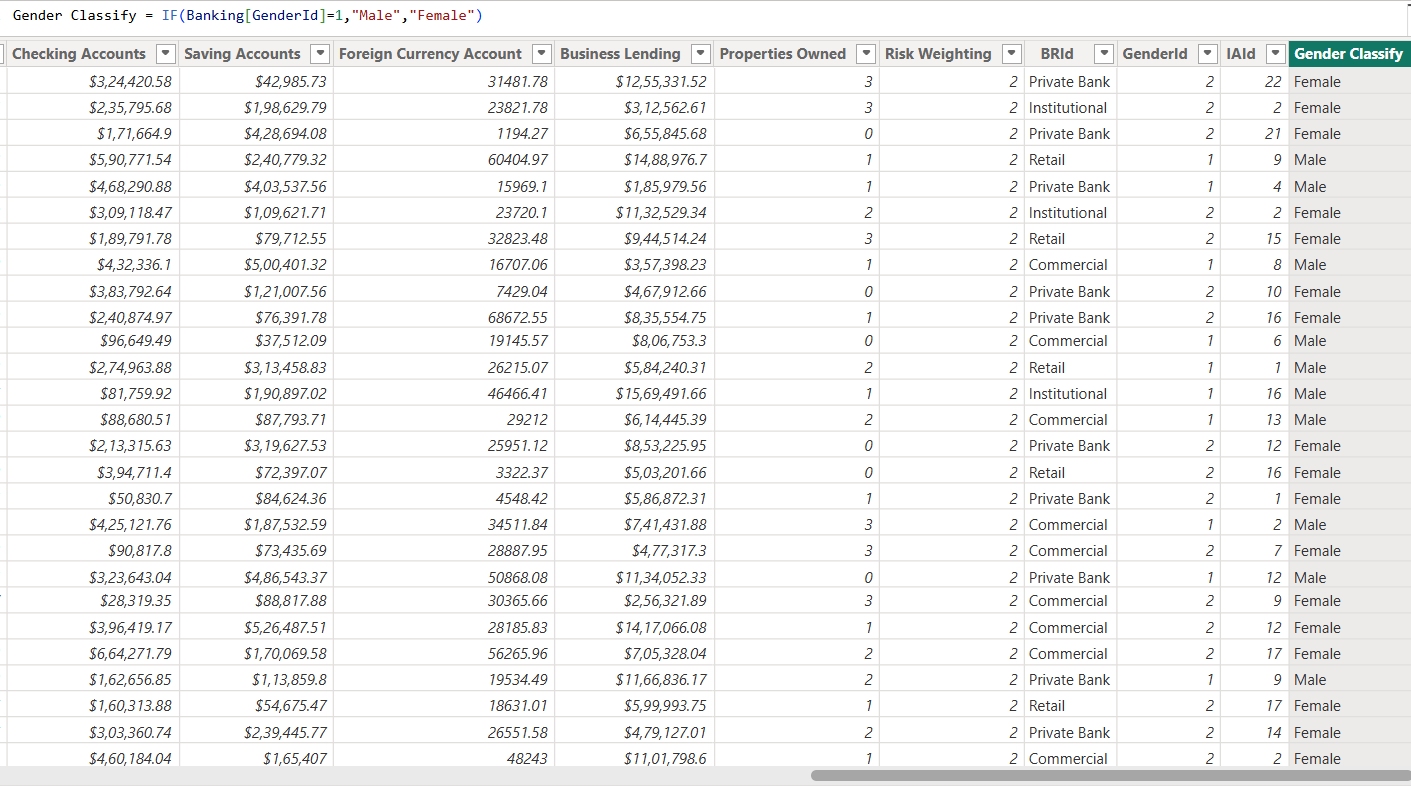 Gender Classify = IF(Banking[GenderId]=1,"Male","Female")
Checking Accounts Saving Accounts Foreign Currency Account Business Lending Properties Owned Risk Weighting BRId GenderId IAId Gender Classify
$3,24,420.58 $42,985.73 31481.78 $12,55,331.52 3 2 Private Bank 2 22 Female
$2,35,795.68 $1,98,629.79 23821.78 $3,12,562.61 3 2 Institutional 2 2 Female
$1,71,664.9 $4,28,694.08 1194.27 $6,55,845.68 0 2 Private Bank 2 21 Female
$5,90,771.54 $2,40,779.32 60404.97 $14,88,976.7 1 2 Retail 1 9 Male
$4,68,290.88 $4,03,537.56 15969.1 $1,85,979.56 1 2 Private Bank 1 4 Male
$3,09,118.47 $1,09,621.71 23720.1 $11,32,529.34 2 2 Institutional 2 2 Female
$1,89,791.78 $79,712.55 32823.48 $9,44,514.24 3 2 Retail 2 15 Female
$4,32,336.1 $5,00,401.32 16707.06 $3,57,398.23 1 2 Commercial 1 8 Male
$3,83,792.64 $1,21,007.56 7429.04 $4,67,912.66 0 2 Private Bank 2 10 Female
$2,40,874.97 $76,391.78 68672.55 $8,35,554.75 1 2 Private Bank 2 16 Female
$96,649.49 $37,512.09 19145.57 $8,06,753.3 0 2 Commercial 1 6 Male
$2,74,963.88 $3,13,458.83 26215.07 $5,84,240.31 2 2 Retail 1 1 Male
$81,759.92 $1,90,897.02 46466.41 $15,69,491.66 1 2 Institutional 1 16 Male
$88,680.51 $87,793.71 29212 $6,14,445.39 2 2 Commercial 1 13 Male
$2,13,315.63 $3,19,627.53 25951.12 $8,53,225.95 0 2 Private Bank 2 12 Female
$3,94,711.4 $72,397.07 3322.37 $5,03,201.66 0 2 Retail 2 16 Female
$50,830.7 $84,624.36 4548.42 $5,86,872.31 1 2 Private Bank 2 1 Female
$4,25,121.76 $1,87,532.59 34511.84 $7,41,431.88 3 2 Commercial 1 2 Male
$90,817.8 $73,435.69 28887.95 $4,77,317.3 3 2 Commercial 2 7 Female
$3,23,643.04 $4,86,543.37 50868.08 $11,34,052.33 0 2 Private Bank 1 12 Male
$28,319.35 $88,817.88 30365.66 $2,56,321.89 3 2 Commercial 2 9 Female
$3,96,419.17 $5,26,487.51 28185.83 $14,17,066.08 1 2 Commercial 2 12 Female
$6,64,271.79 $1,70,069.58 56265.96 $7,05,328.04 2 2 Commercial 2 17 Female
$1,62,656.85 $1,13,859.8 19534.49 $11,66,836.17 2 2 Private Bank 1 9 Male
$1,60,313.88 $54,675.47 18631.01 $5,99,993.75 1 2 Retail 2 17 Female
$3,03,360.74 $2,39,445.77 26551.58 $4,79,127.01 2 2 Private Bank 2 14 Female
$4,60,184.04 $1,65,407 48243 $11,01,798.6 1 2 Commercial 2 2 Female